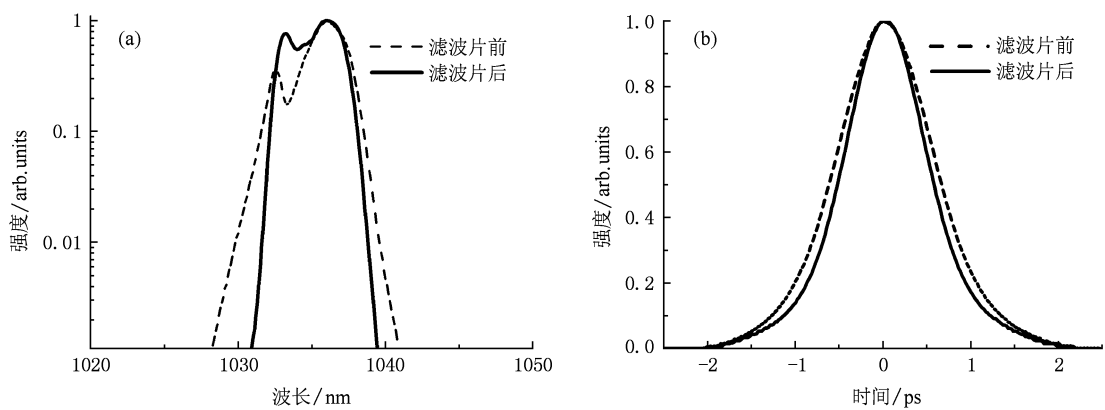 (a)
滤波片前
滤波片后
1
0.1
0.01
强度/arb.units
1020
1030
1040
1050
波长/nm
(b)
滤波片前
滤波片后
1.0
0.8
0.6
0.4
0.2
0.0
强度/arb.units
-2
-1
0
1
2
时间/ps